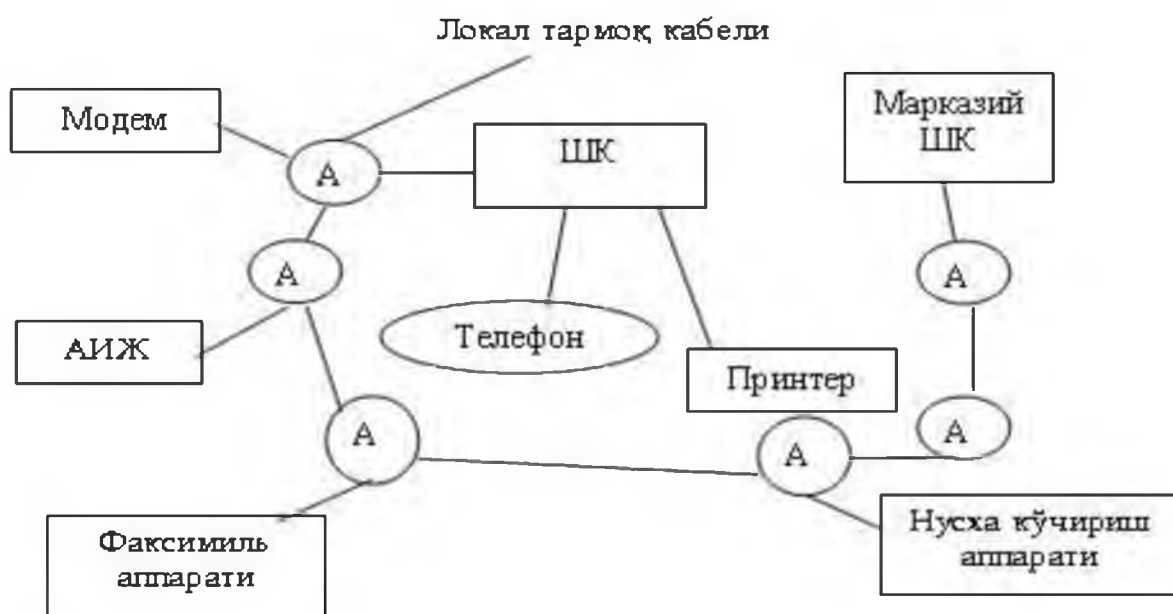 Локал тармоқ кабели
Модем
Марказий
ШК
ШК
А
А
А
АИЖ
Телефон
Принтер
А
А
А
Факсимиль
аппарати
Нусха кўчириш
аппарати